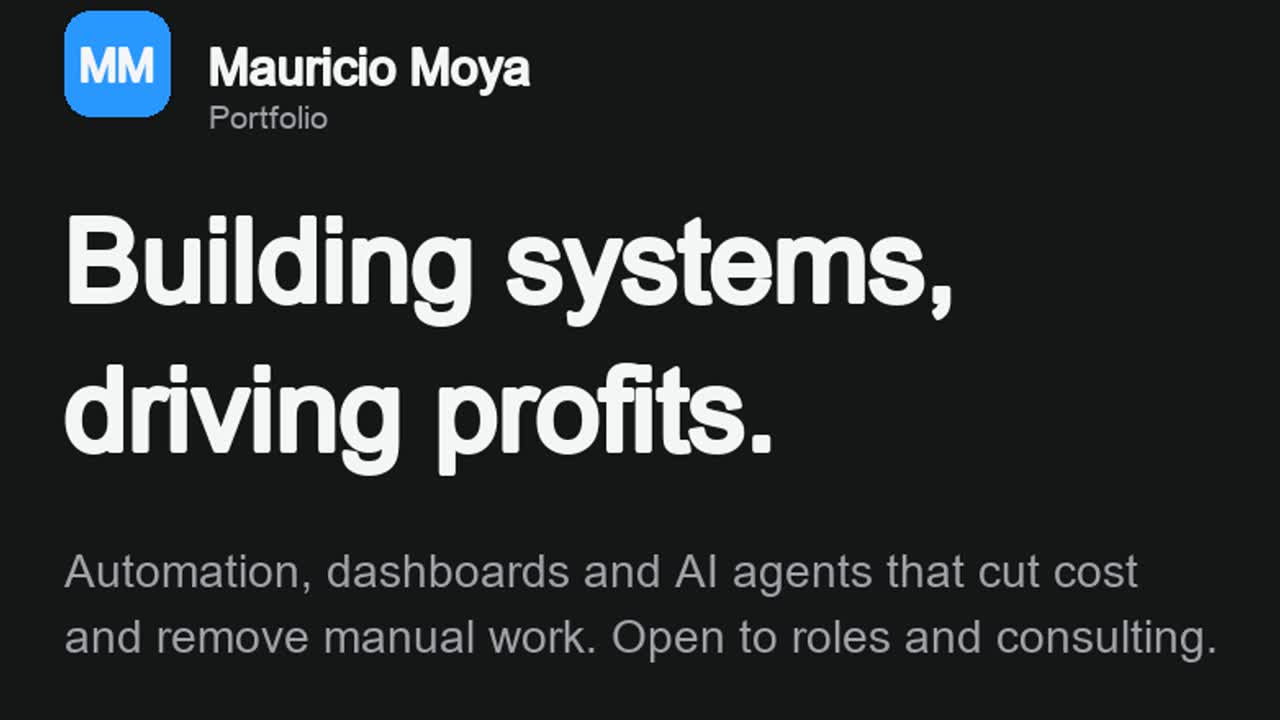 MM
Mauricio Moya
Portfolio
Building systems,
driving profits.
Automation, dashboards and AI agents that cut cost
and remove manual work. Open to roles and consulting.